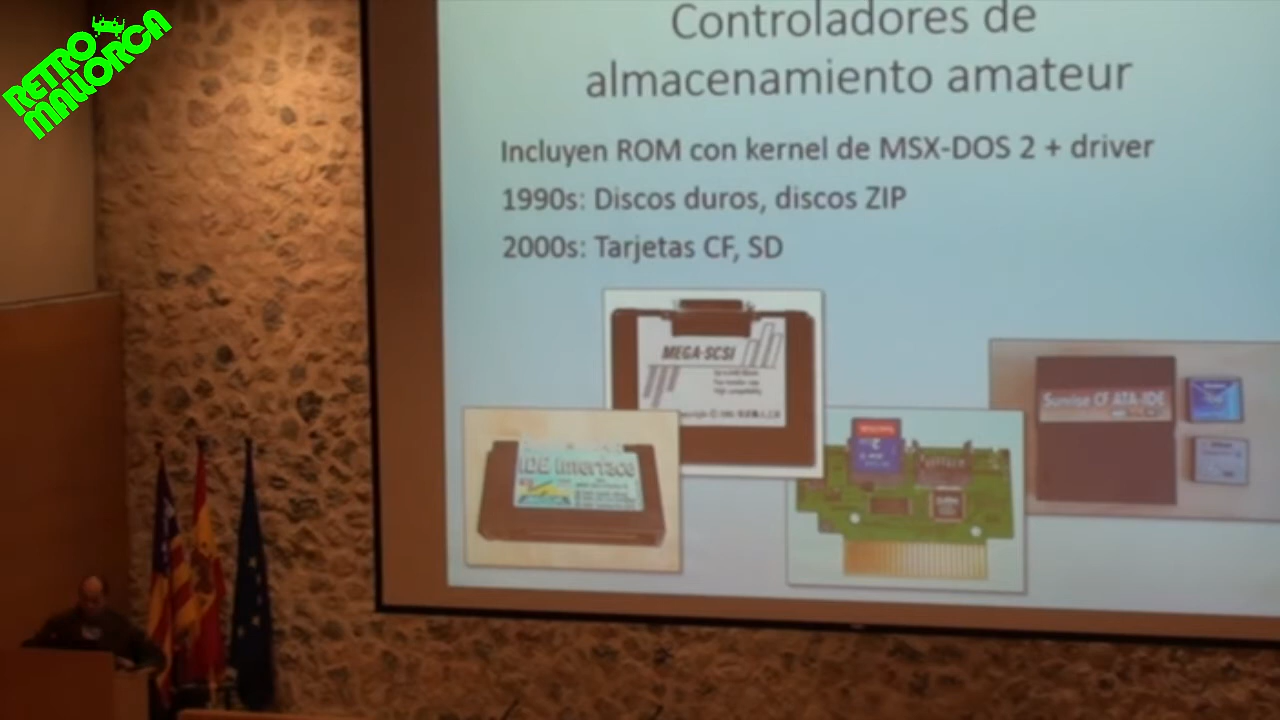 RETRO
MALLORCA
Controladores de
almacenamiento amateur
Incluyen ROM con kernel de MSX-DOS 2 + driver
1990s: Discos duros, discos ZIP
2000s: Tarjetas CF, SD
MEGA-SCSI
IDE Interface
Sunrise CF ATA-IDE